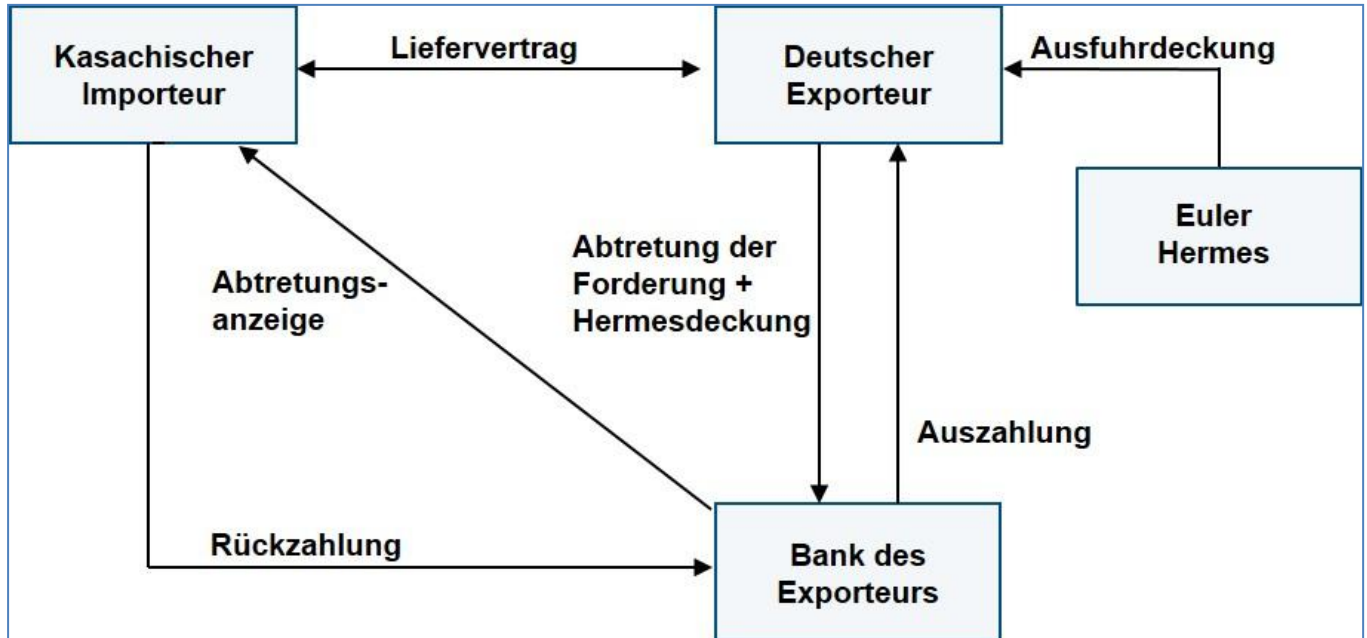 Kasachischer
Importeur
Liefervertrag
Deutscher
Exporteur
Ausfuhrdeckung
Euler
Hermes
Abtretungs-
anzeige
Abtretung der
Forderung +
Hermesdeckung
Auszahlung
Rückzahlung
Bank des
Exporteurs